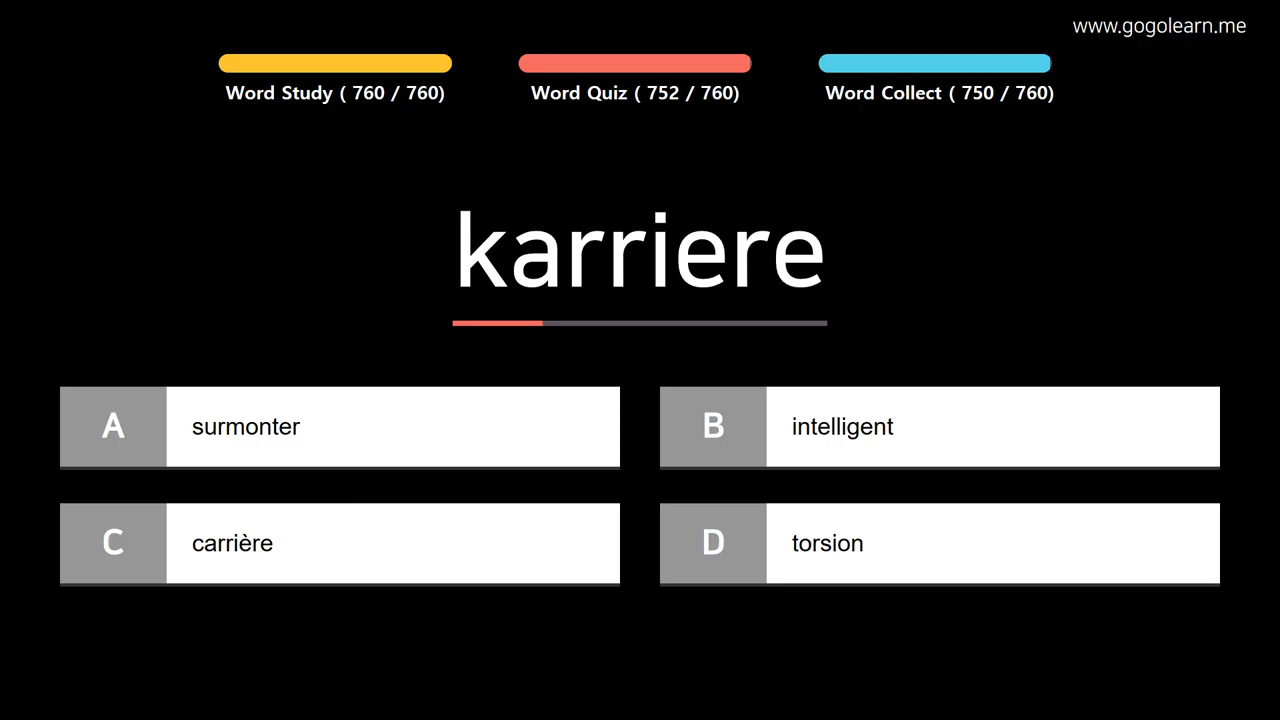 www.gogolearn.me
Word Study ( 760 / 760)
Word Quiz ( 752 / 760)
Word Collect ( 750 / 760)
karriere
A surmonter
B intelligent
C carrière
D torsion